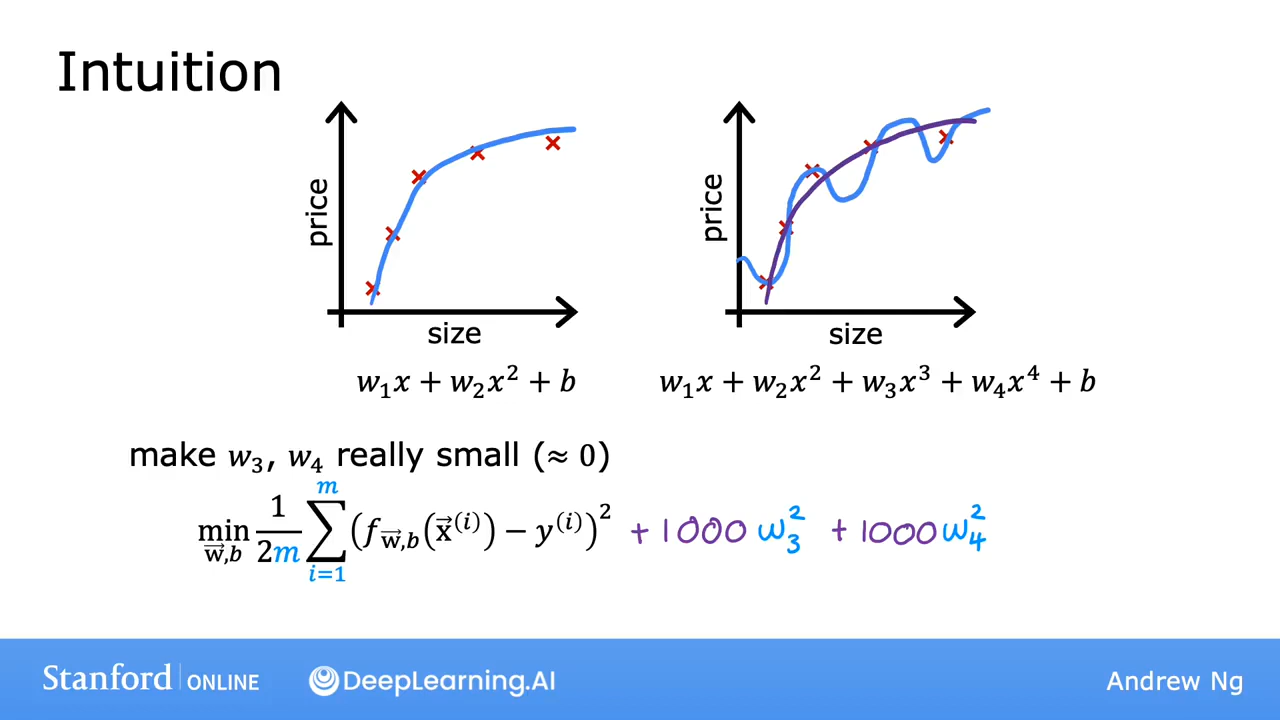 Intuition
price
size
w₁x + w₂x² + b
price
size
w₁x + w₂x² + w₃x³ + w₄x⁴ + b
make w₃, w₄ really small (≈ 0)
min_{w⃗,b} 1/2m ∑_{i=1}^{m} (f_{w⃗,b}(x⃗⁽ⁱ⁾) − y⁽ⁱ⁾)² + 1000 w₃² + 1000 w₄²
Stanford | ONLINE DeepLearning.AI Andrew Ng